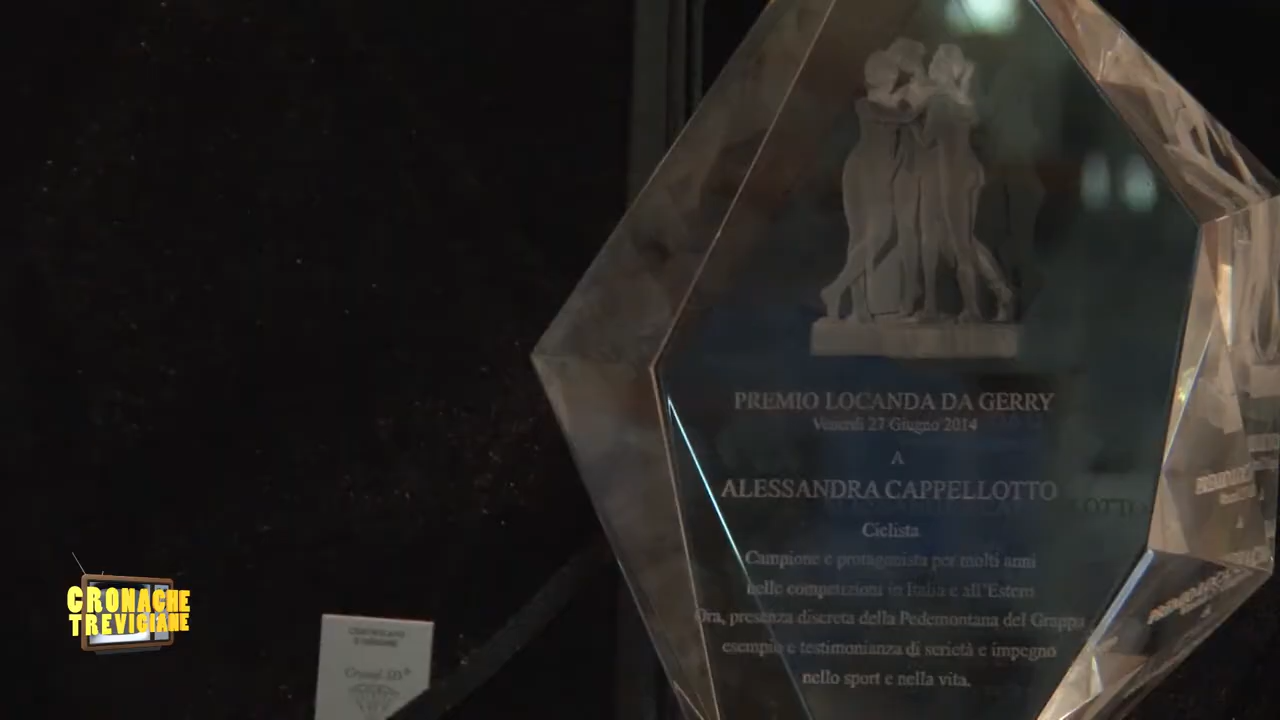 PREMIO LOCANDA DA GERRY
Venerdì 27 Giugno 2014
A
ALESSANDRA CAPPELLOTTO
Ciclista
Campione e protagonista per molti anni
nelle competizioni in Italia e all'Estero
Ora, presenza discreta della Pedemontana del Grappa
esempio e testimonianza di serietà e impegno
nello sport e nella vita.
CRONACHE
TREVIGIANE